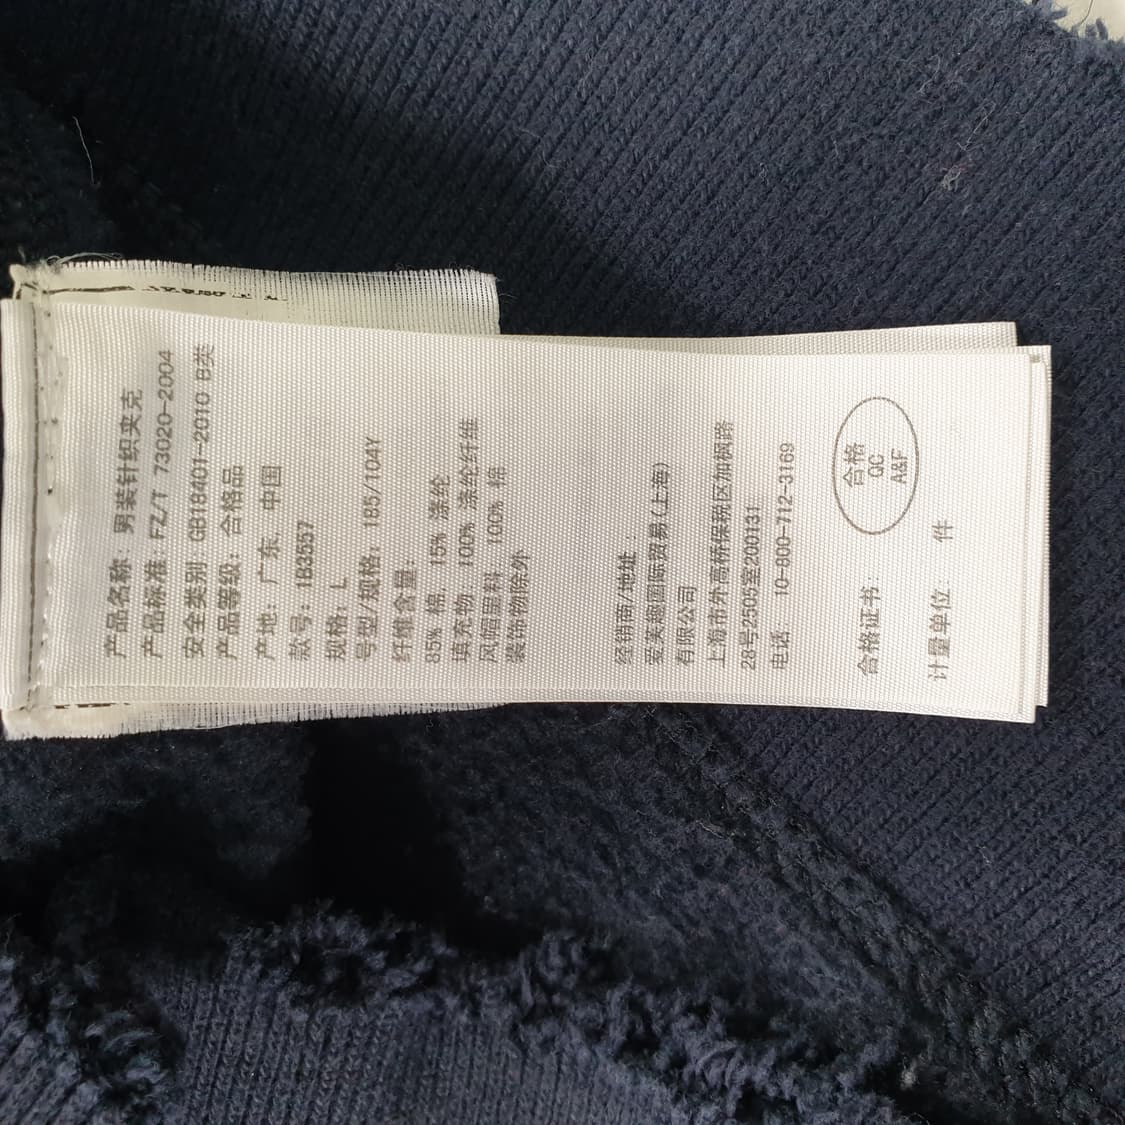 产品名称: 男装针织夹克
产品标准: FZ/T 73020-2004
安全类别: GB18401-2010 B类
产品等级: 合格品
产地: 广东, 中国
款号: 183557
规格: L
号型/规格: 185/104Y
纤维含量:
85% 棉, 15% 涤纶
填充物: 100% 涤纶纤维
风帽里料 100% 棉
装饰物除外
经销商/地址:
爱芙趣国际贸易(上海)
有限公司
上海市外高桥保税区加枫路
28号2505室200131
电话: 10-800-712-3169
合格证书: 合格
QC
A&F
计量单位: 件